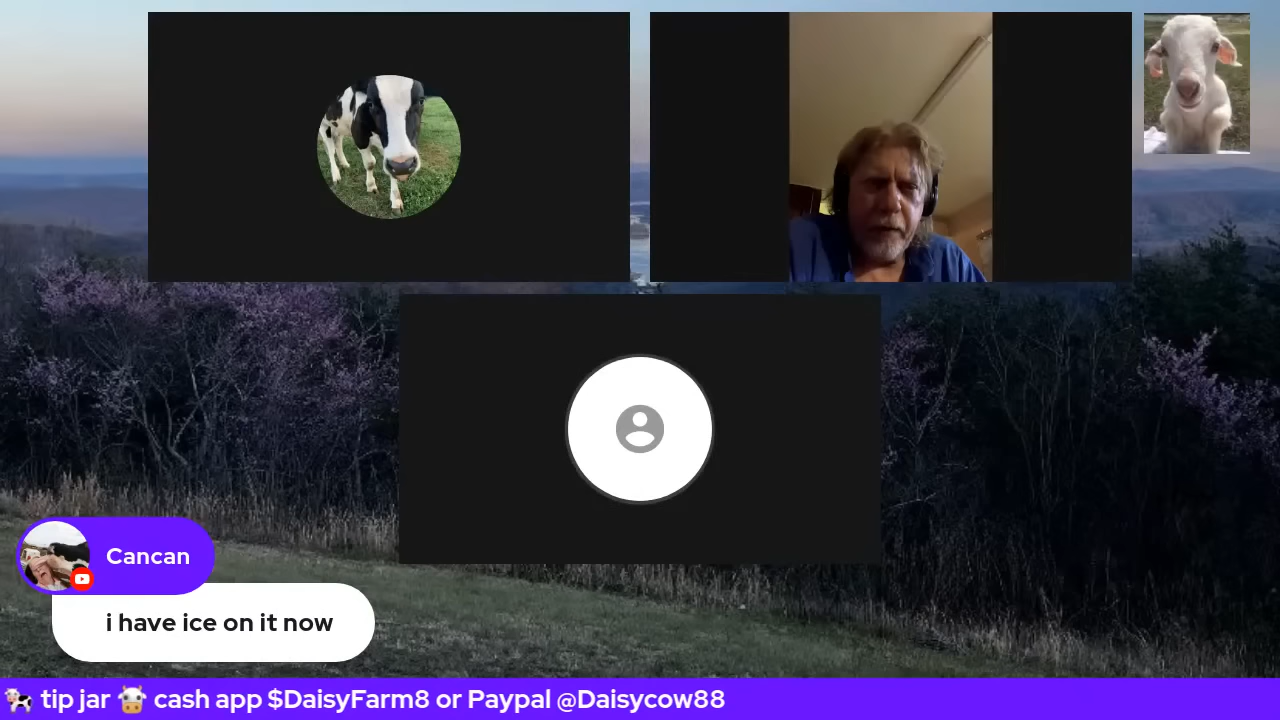 Cancan
i have ice on it now
tip jar cash app $DaisyFarm8 or Paypal @Daisycow88